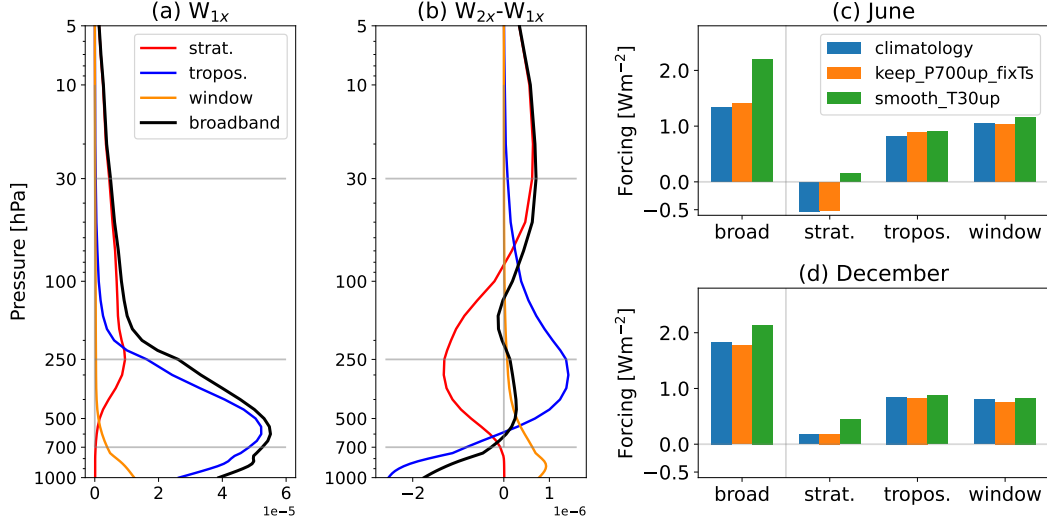 (a) W1x
5
10
30
100
250
500
700
1000
Pressure [hPa]
strat.
tropos.
window
broadband
0 2 4 6
1e-5
(b) W2x-W1x
5
10
30
100
250
500
700
1000
−2 0 1
1e-6
(c) June
Forcing [Wm−2]
2.0
1.0
0.0
−0.5
climatology
keep_P700up_fixTs
smooth_T30up
broad strat. tropos. window
(d) December
Forcing [Wm−2]
2.0
1.0
0.0
−0.5
broad strat. tropos. window